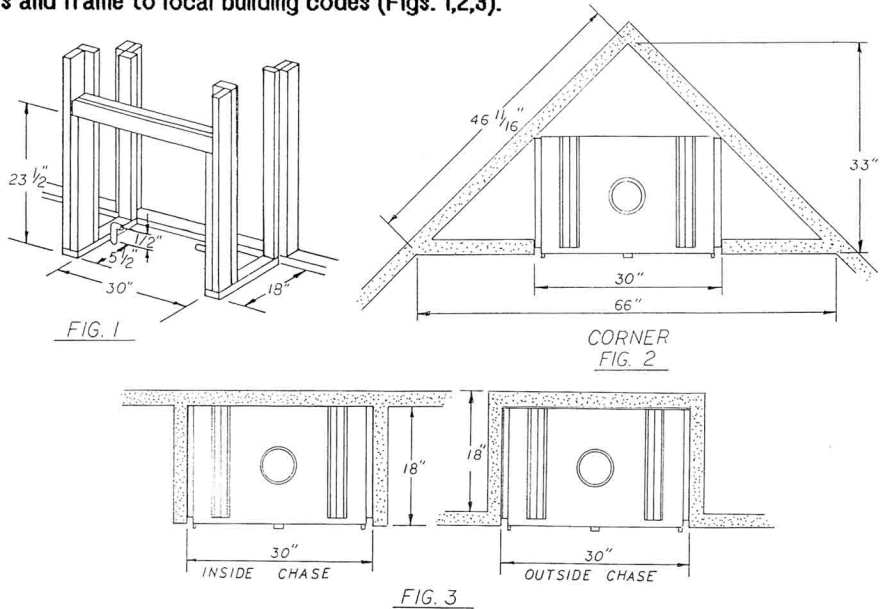 s and frame to local building codes (Figs. 1,2,3).
23 1/2"
1/2"
5 1/2"
30"
18"
FIG. 1
46 11/16"
33"
30"
66"
CORNER
FIG. 2
18"
30"
INSIDE CHASE
18"
30"
OUTSIDE CHASE
FIG. 3